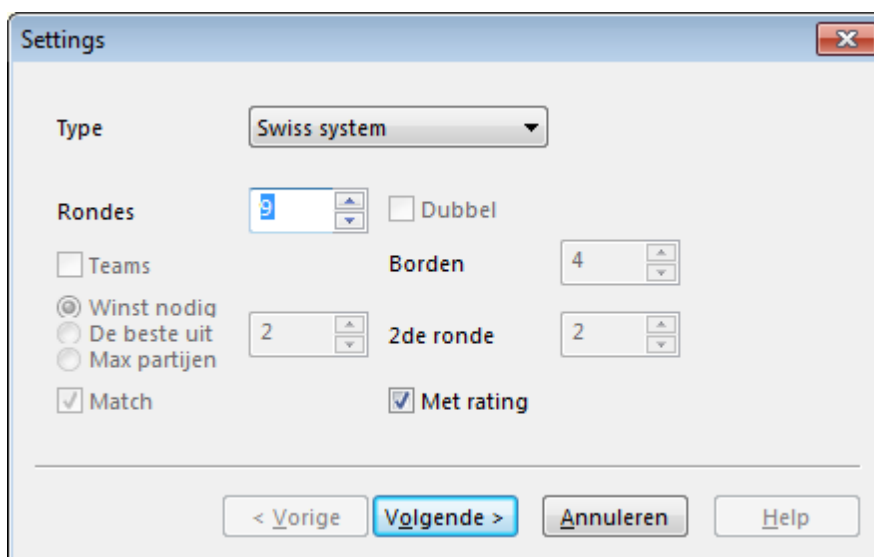 Settings
Type Swiss system
Rondes 9 Dubbel
Teams Borden 4
Winst nodig
De beste uit 2 2de ronde 2
Max partijen
Match Met rating
< Vorige Volgende > Annuleren Help